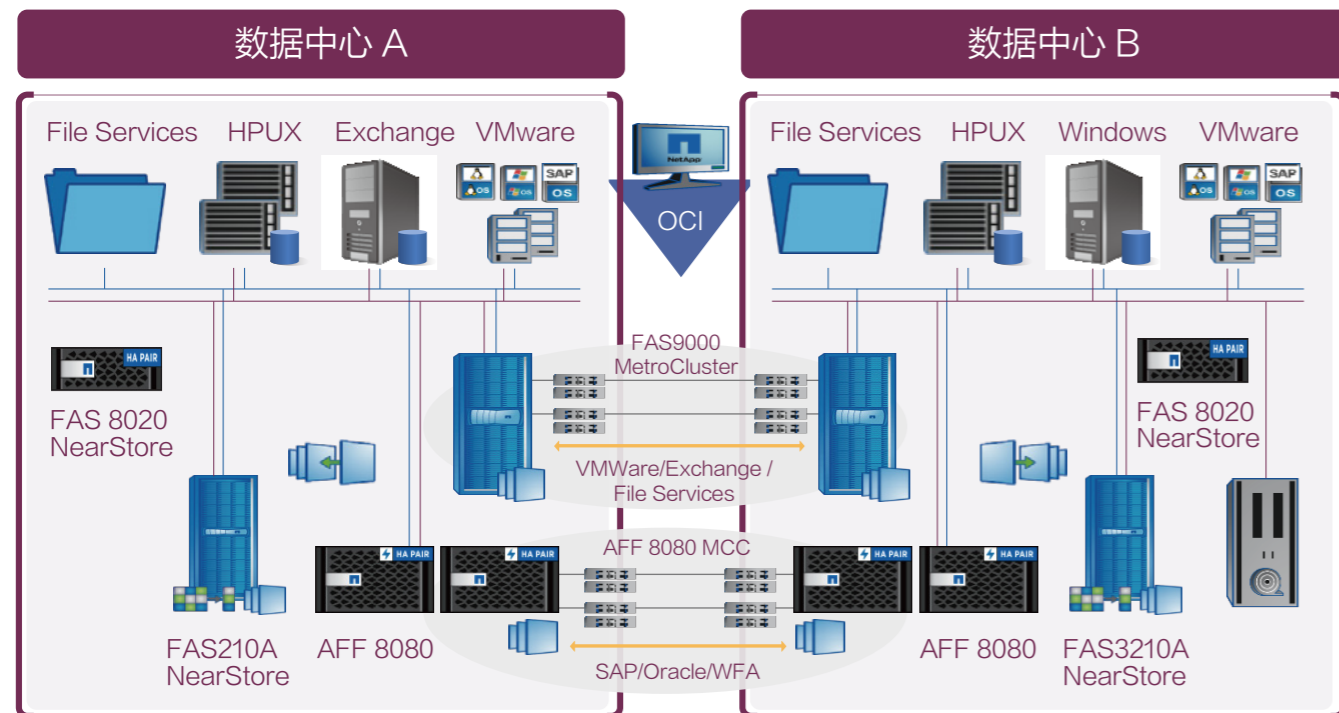 数据中心 A
数据中心 B
File Services
HPUX
Exchange
VMware
NetApp
OCI
File Services
HPUX
Windows
VMware
SAP
OS
OS
OS
SAP
OS
OS
OS
HA PAIR
FAS 8020
NearStore
FAS9000
MetroCluster
VMWare/Exchange /
File Services
HA PAIR
FAS 8020
NearStore
HA PAIR
HA PAIR
AFF 8080 MCC
HA PAIR
HA PAIR
FAS210A
NearStore
AFF 8080
SAP/Oracle/WFA
AFF 8080
FAS3210A
NearStore